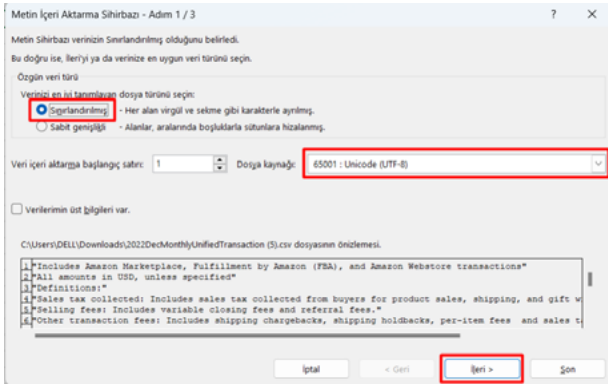 Metin İçeri Aktarma Sihirbazı - Adım 1 / 3
Metin Sihirbazı verinizin Sınırlandırılmış olduğunu belirledi.
Bu doğru ise, İleri'yi ya da verinize en uygun veri türünü seçin.
Özgün veri türü
Verinizi en iyi tanımlayan dosya türünü seçin:
Sınırlandırılmış - Her alan virgül ve sekme gibi karakterle ayrılmış.
Sabit genişlikli - Alanlar, aralarında boşluklarla sütunlara hizalanmış.
Veri içeri aktarma başlangıç satırı: 1 Dosya kaynağı: 65001 : Unicode (UTF-8)
Verilerimin üst bilgileri var.
C:\Users\DELL\Downloads\2022DecMonthlyUnifiedTransaction (5).csv dosyasının önizlemesi.
1 "Includes Amazon Marketplace, Fulfillment by Amazon (FBA), and Amazon Webstore transactions"
2 "All amounts in USD, unless specified"
3 "Definitions:"
4 "Sales tax collected: Includes sales tax collected from buyers for product sales, shipping, and gift w
5 "Selling fees: Includes variable closing fees and referral fees."
6 "Other transaction fees: Includes shipping chargebacks, shipping holdbacks, per-item fees and sales t
İptal < Geri İleri > Son